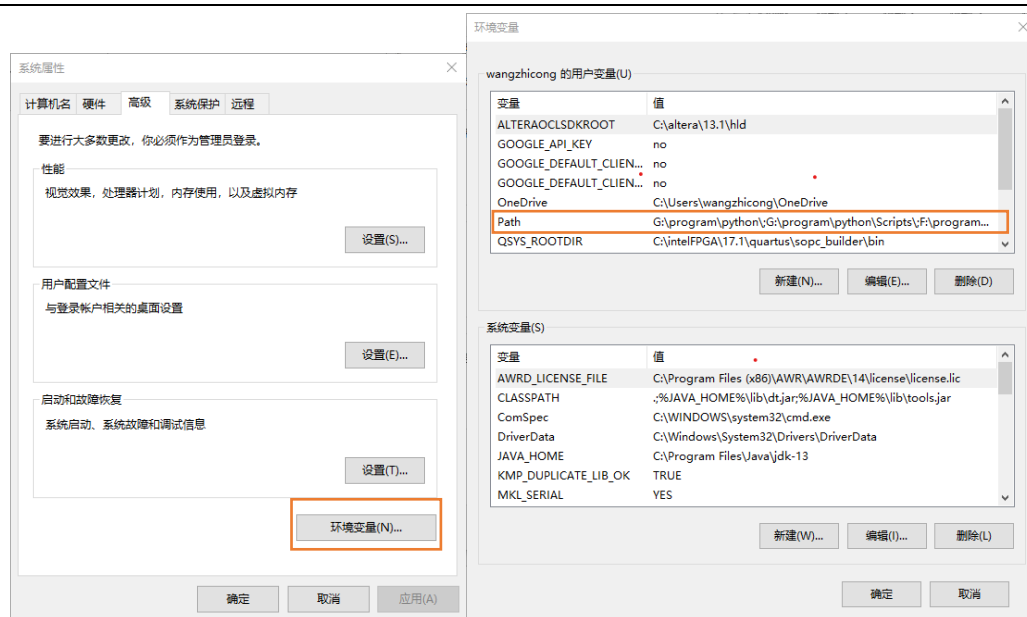 系统属性
计算机名 硬件 高级 系统保护 远程
要进行大多数更改，你必须作为管理员登录。
性能
视觉效果，处理器计划，内存使用，以及虚拟内存
设置(S)...
用户配置文件
与登录帐户相关的桌面设置
设置(E)...
启动和故障恢复
系统启动、系统故障和调试信息
设置(T)...
环境变量(N)...
确定 取消 应用(A)
环境变量
wangzhicong 的用户变量(U)
变量 值
ALTERAOCLSDKROOT C:\altera\13.1\hld
GOOGLE_API_KEY no
GOOGLE_DEFAULT_CLIEN... no
GOOGLE_DEFAULT_CLIEN... no
OneDrive C:\Users\wangzhicong\OneDrive
Path G:\program\python\;G:\program\python\Scripts\;F:\program...
QSYS_ROOTDIR C:\intelFPGA\17.1\quartus\sopc_builder\bin
新建(N)... 编辑(E)... 删除(D)
系统变量(S)
变量 值
AWRD_LICENSE_FILE C:\Program Files (x86)\AWR\AWRDE\14\license\license.lic
CLASSPATH .;%JAVA_HOME%\lib\dt.jar;%JAVA_HOME%\lib\tools.jar
ComSpec C:\WINDOWS\system32\cmd.exe
DriverData C:\Windows\System32\Drivers\DriverData
JAVA_HOME C:\Program Files\Java\jdk-13
KMP_DUPLICATE_LIB_OK TRUE
MKL_SERIAL YES
新建(W)... 编辑(I)... 删除(L)
确定 取消